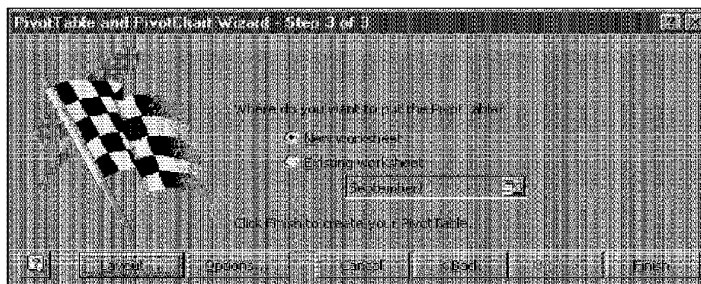 PivotTable and PivotChart Wizard - Step 3 of 3
Where do you want to put the PivotTable?
New worksheet
Existing worksheet
September!
Click Finish to create your PivotTable.
Layout... Options... Cancel < Back Finish